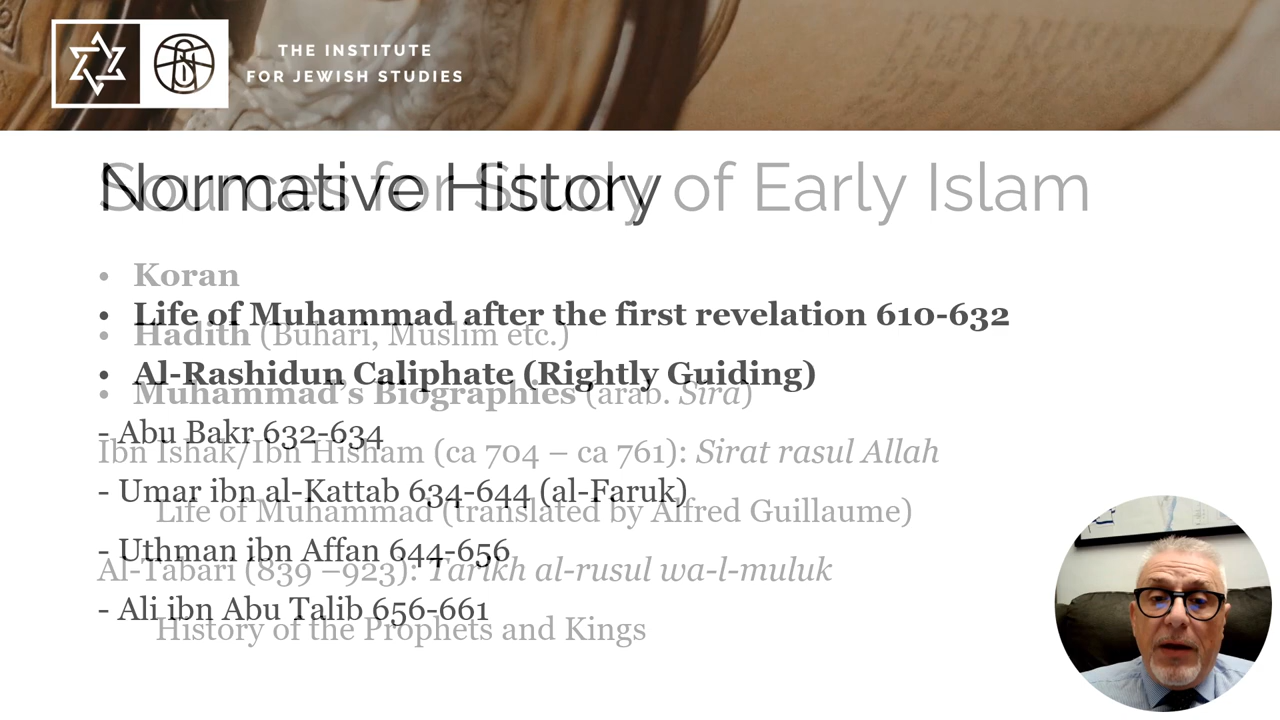 THE INSTITUTE
FOR JEWISH STUDIES
Normative History
Sources for Study of Early Islam
• Koran
• Life of Muhammad after the first revelation 610-632
• Hadith (Buhari, Muslim etc.)
• Al-Rashidun Caliphate (Rightly Guiding)
• Muhammad's Biographies (arab. Sira)
- Abu Bakr 632-634
Ibn Ishak/Ibn Hisham (ca 704 – ca 761): Sirat rasul Allah
- Umar ibn al-Kattab 634-644 (al-Faruk)
Life of Muhammad (translated by Alfred Guillaume)
- Uthman ibn Affan 644-656
Al-Tabari (839 –923): Tarikh al-rusul wa-l-muluk
- Ali ibn Abu Talib 656-661
History of the Prophets and Kings